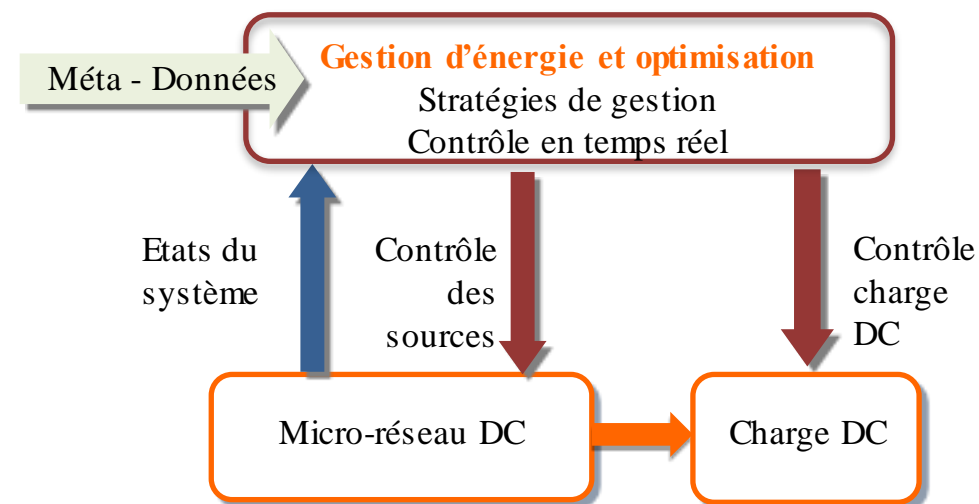 Gestion d'énergie et optimisation
Méta - Données
Stratégies de gestion
Contrôle en temps réel
Etats du
système
Contrôle
des
sources
Contrôle
charge
DC
Micro-réseau DC
Charge DC